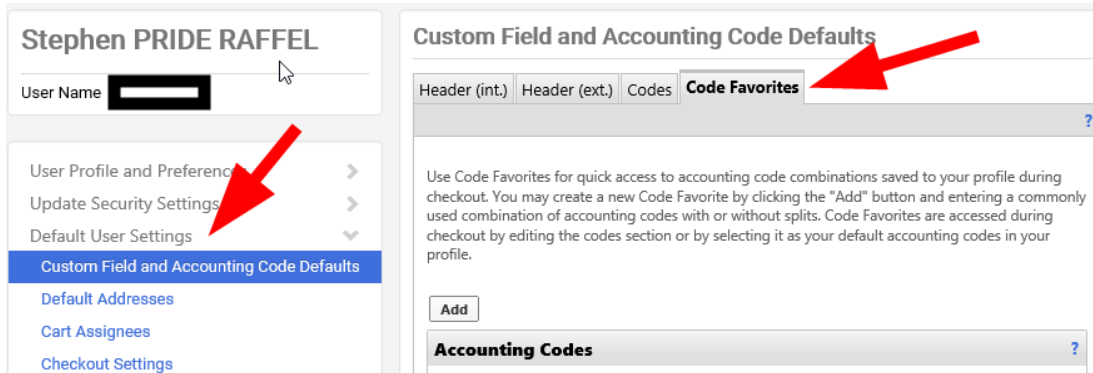 Stephen PRIDE RAFFEL
User Name
User Profile and Preference
Update Security Settings
Default User Settings
Custom Field and Accounting Code Defaults
Default Addresses
Cart Assignees
Checkout Settings
Custom Field and Accounting Code Defaults
Header (int.) Header (ext.) Codes Code Favorites
?
Use Code Favorites for quick access to accounting code combinations saved to your profile during
checkout. You may create a new Code Favorite by clicking the "Add" button and entering a commonly
used combination of accounting codes with or without splits. Code Favorites are accessed during
checkout by editing the codes section or by selecting it as your default accounting codes in your
profile.
Add
Accounting Codes ?